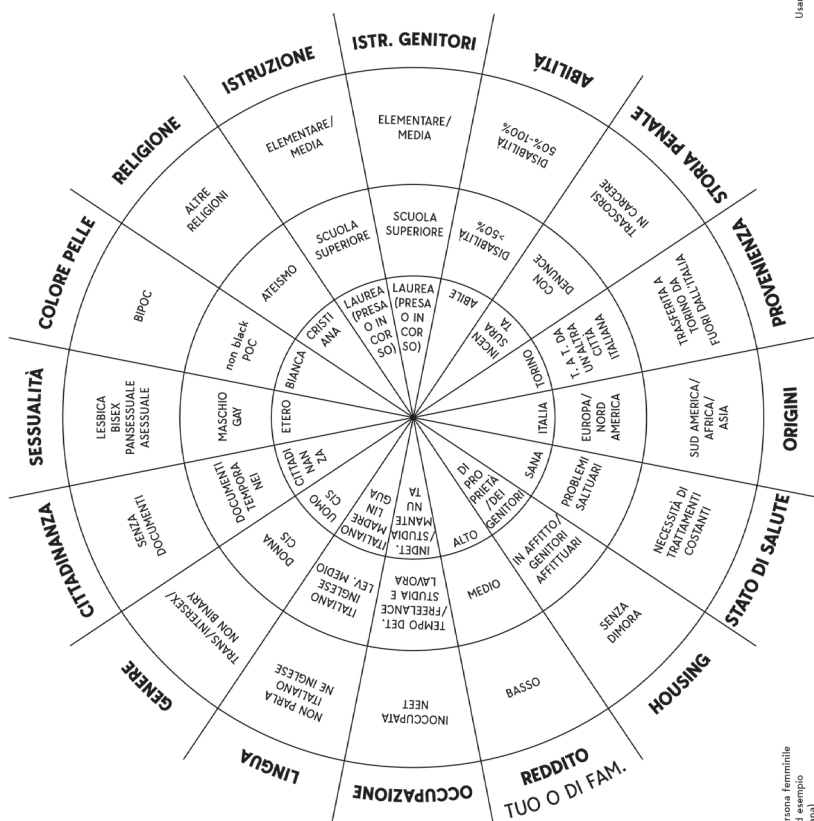 ISTR. GENITORI
ELEMENTARE/
MEDIA
SCUOLA
SUPERIORE
LAUREA
(PRESA
O IN
COR
SO)
ABILITÁ
DISABILITÀ
50%-100%
DISABILITÀ
>50%
ABILE
STORIA PENALE
TRASCORSI
IN CARCERE
CON
DENUNCE
INCEN
SURA
TA
PROVENIENZA
TRASFERITA A
TORINO DA
FUORI DALL'ITALIA
T. A T. DA
UN'ALTRA
CITTÀ
ITALIANA
TORINO
ORIGINI
SUD AMERICA/
AFRICA/
ASIA
EUROPA/
NORD
AMERICA
ITALIA
STATO DI SALUTE
NECESSITÀ DI
TRATTAMENTI
COSTANTI
PROBLEMI
SALTUARI
SANA
HOUSING
SENZA
DIMORA
IN AFFITTO/
GENITORI
AFFITTUARI
DI
PRO
PRIETA
/DEI
GENITORI
REDDITO
TUO O DI FAM.
BASSO
MEDIO
ALTO
OCCUPAZIONE
INOCCUPATA
NEET
TEMPO DET.
/FREELANCE
STUDIA E
LAVORA
INDET.
/STUDIA
MANTE
NU
TA
LINGUA
NON PARLA
ITALIANO
NE INGLESE
ITALIANO
INGLESE
LEV. MEDIO
ITALIANO
MADRE
LIN
GUA
GENERE
TRANS/INTERSEX/
NON BINARY
DONNA
CIS
UOMO
CIS
CITTADINANZA
SENZA
DOCUMENTI
DOCUMENTI
TEMPORA
NEI
CITTADI
NAN
ZA
SESSUALITÀ
LESBICA
BISEX
PANSESSUALE
ASESSUALE
MASCHIO
GAY
ETERO
COLORE PELLE
BIPOC
non black
POC
BIANCA
RELIGIONE
ALTRE
RELIGIONI
ATEISMO
CRISTI
ANA
ISTRUZIONE
ELEMENTARE/
MEDIA
SCUOLA
SUPERIORE
LAUREA
(PRESA
O IN
COR
SO)
esempio